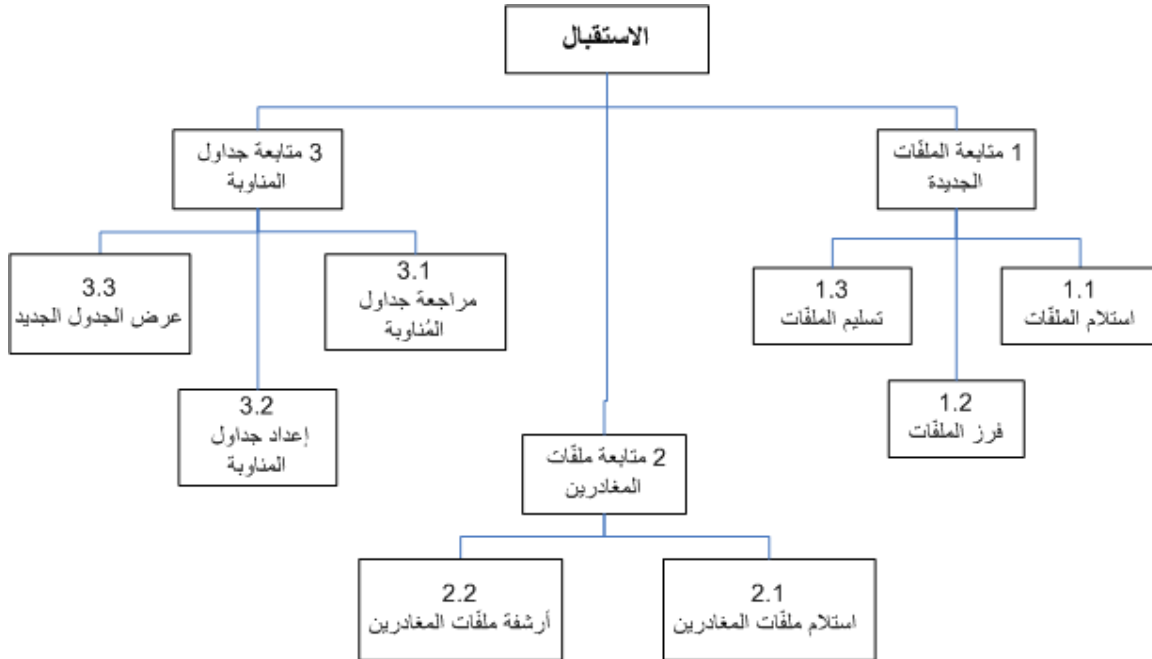 الاستقبال
1 متابعة الملفّات
الجديدة
1.1
استلام الملفّات
1.2
فرز الملفّات
1.3
تسليم الملفّات
2 متابعة ملفّات
المغادرين
2.1
استلام ملفّات المغادرين
2.2
أرشفة ملفّات المغادرين
3 متابعة جداول
المناوبة
3.1
مراجعة جداول
المُناوبة
3.2
إعداد جداول
المناوبة
3.3
عرض الجدول الجديد